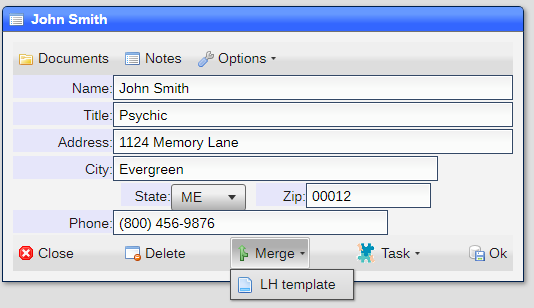 John Smith
Documents Notes Options
Name: John Smith
Title: Psychic
Address: 1124 Memory Lane
City: Evergreen
State: ME Zip: 00012
Phone: (800) 456-9876
Close Delete Merge Task Ok
LH template